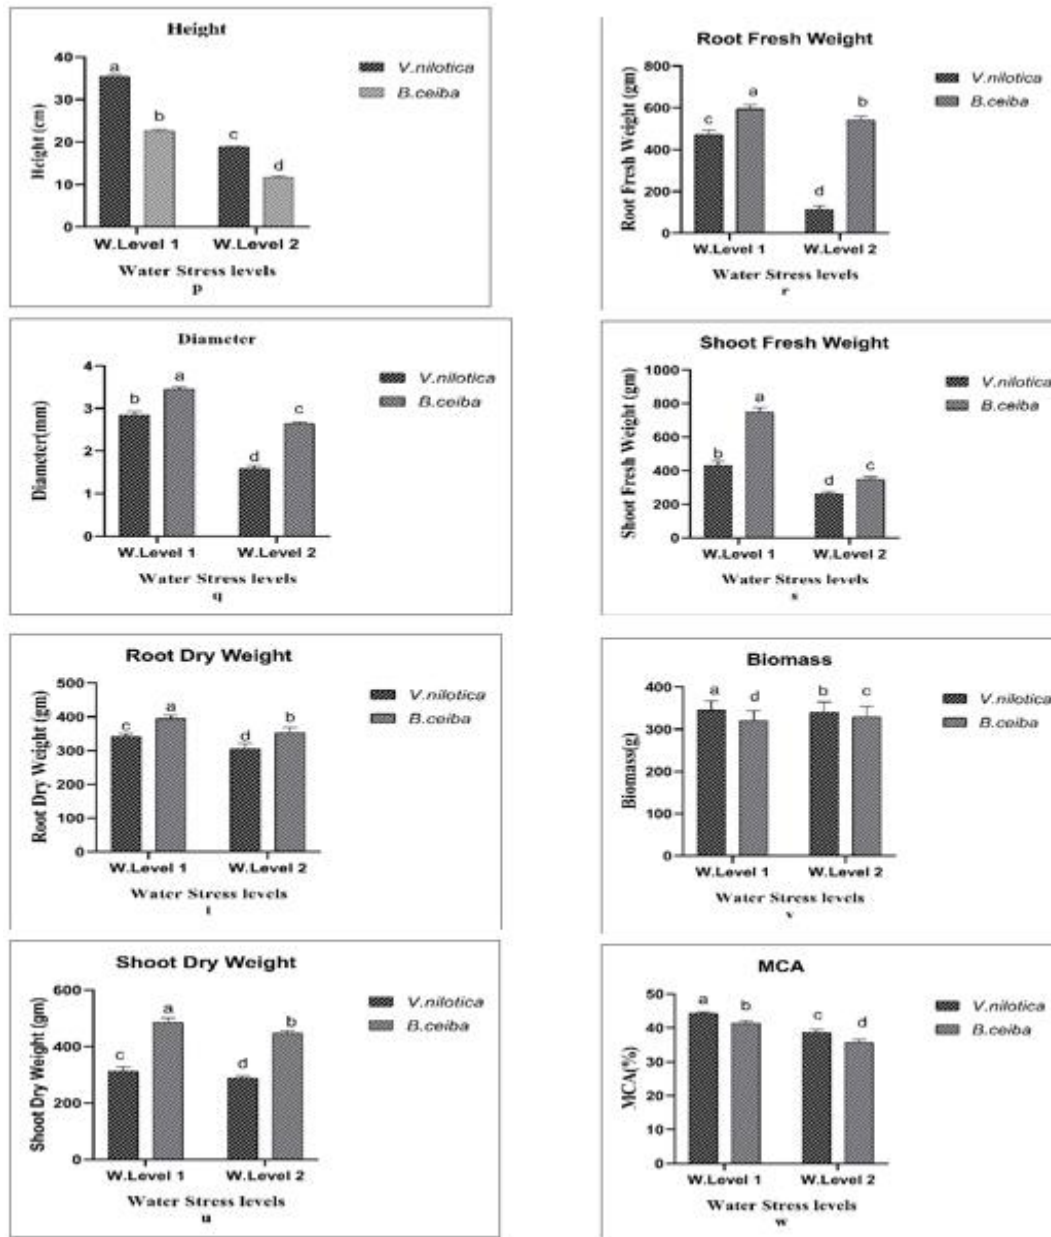 Height
40
30
20
10
0
Height (cm)
a
b
c
d
W.Level 1
W.Level 2
Water Stress levels
p
V.nilotica
B.ceiba
Root Fresh Weight
800
600
400
200
0
Root Fresh Weight (gm)
c
a
d
b
W.Level 1
W.Level 2
Water Stress levels
r
V.nilotica
B.ceiba
Diameter
4
3
2
1
0
Diameter(mm)
b
a
d
c
W.Level 1
W.Level 2
Water Stress levels
q
V.nilotica
B.ceiba
Shoot Fresh Weight
1000
800
600
400
200
0
Shoot Fresh Weight (gm)
b
a
d
c
W.Level 1
W.Level 2
Water Stress levels
s
V.nilotica
B.ceiba
Root Dry Weight
500
400
300
200
100
0
Root Dry Weight (gm)
c
a
d
b
W.Level 1
W.Level 2
Water Stress levels
t
V.nilotica
B.ceiba
Biomass
400
300
200
100
0
Biomass(g)
a
d
b
c
W.Level 1
W.Level 2
Water Stress levels
v
V.nilotica
B.ceiba
Shoot Dry Weight
600
400
200
0
Shoot Dry Weight (gm)
c
a
d
b
W.Level 1
W.Level 2
Water Stress levels
u
V.nilotica
B.ceiba
MCA
50
40
30
20
10
0
MCA(%)
a
b
c
d
W.Level 1
W.Level 2
Water Stress levels
w
V.nilotica
B.ceiba